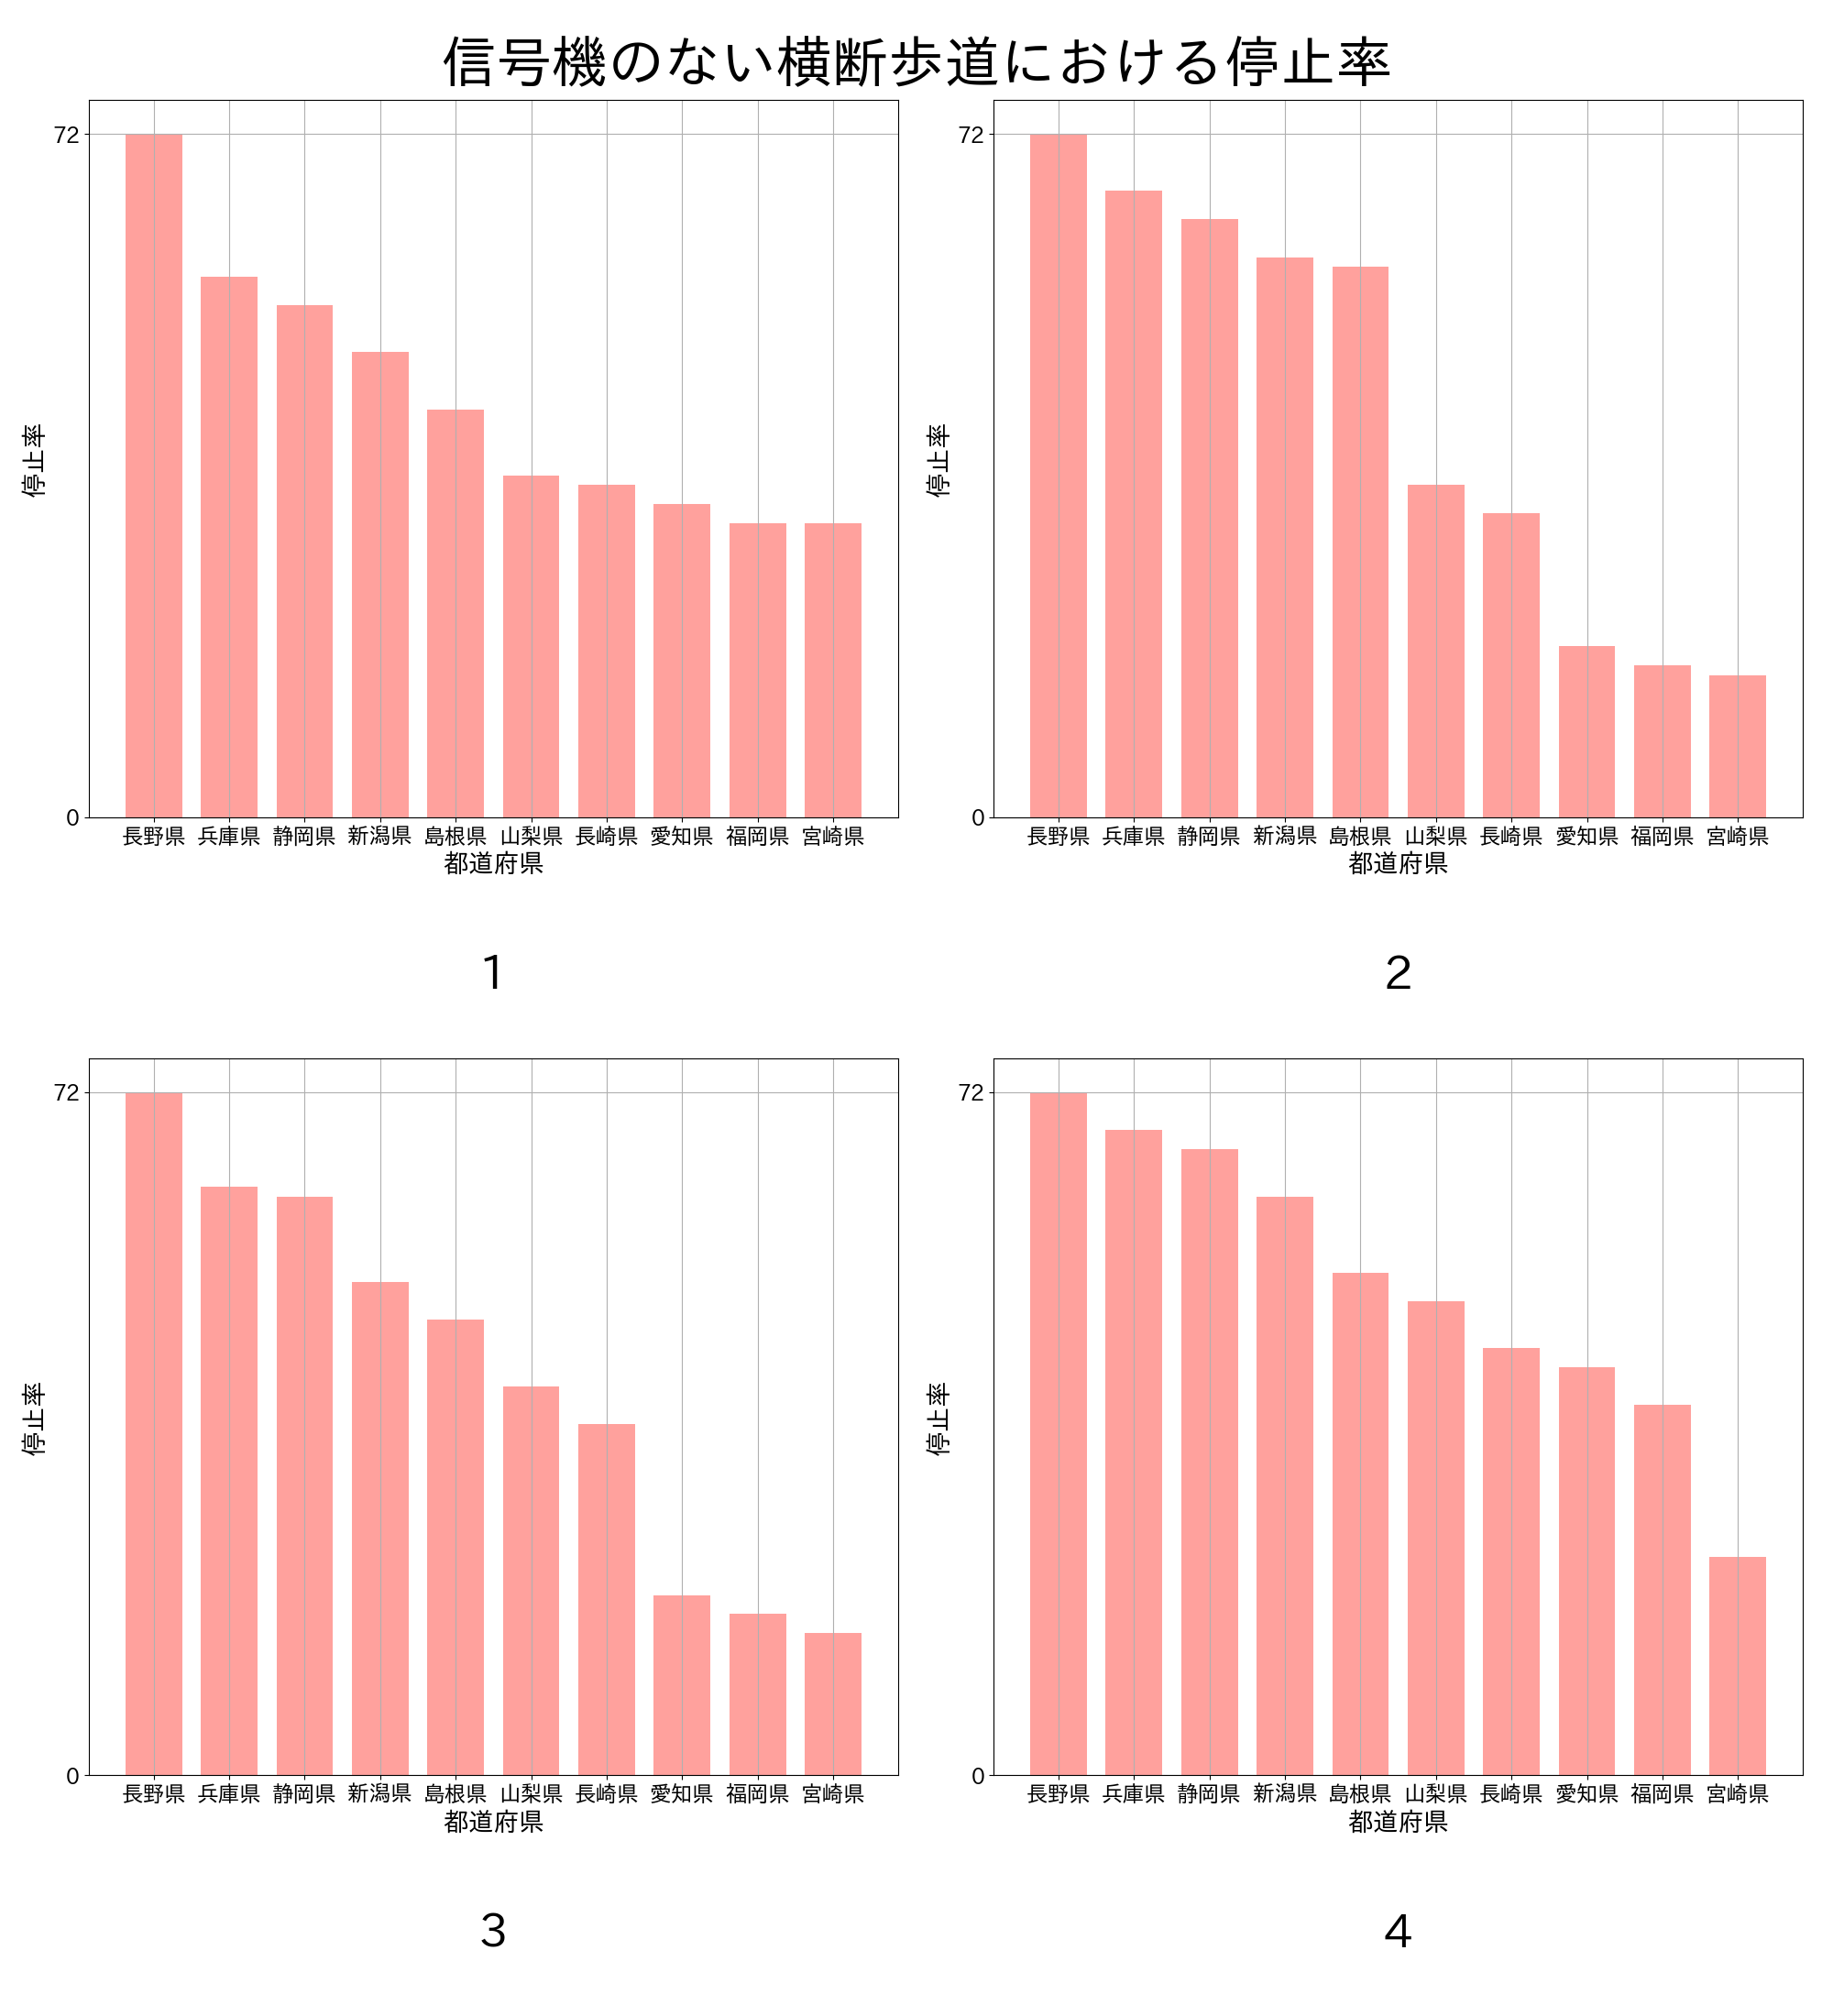 信号機のない横断歩道における停止率
72
停止率
0
長野県 兵庫県 静岡県 新潟県 島根県 山梨県 長崎県 愛知県 福岡県 宮崎県
都道府県
1
72
停止率
0
長野県 兵庫県 静岡県 新潟県 島根県 山梨県 長崎県 愛知県 福岡県 宮崎県
都道府県
2
72
停止率
0
長野県 兵庫県 静岡県 新潟県 島根県 山梨県 長崎県 愛知県 福岡県 宮崎県
都道府県
3
72
停止率
0
長野県 兵庫県 静岡県 新潟県 島根県 山梨県 長崎県 愛知県 福岡県 宮崎県
都道府県
4